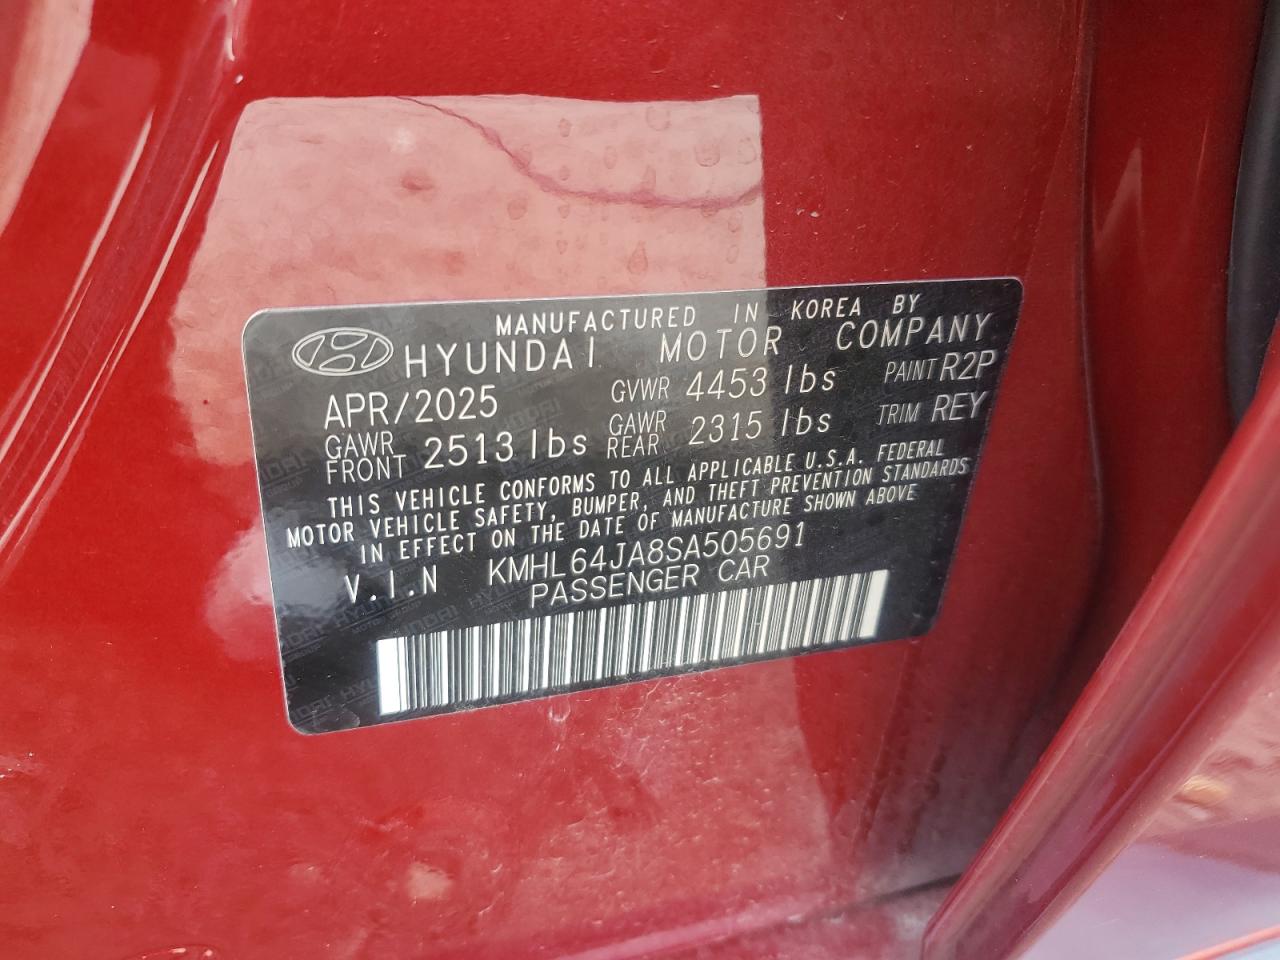 MANUFACTURED IN KOREA BY
HYUNDAI MOTOR COMPANY
APR/2025 GVWR 4453 lbs PAINT R2P
GAWR FRONT 2513 lbs GAWR REAR 2315 lbs TRIM REY
THIS VEHICLE CONFORMS TO ALL APPLICABLE U.S.A. FEDERAL
MOTOR VEHICLE SAFETY, BUMPER, AND THEFT PREVENTION STANDARDS
IN EFFECT ON THE DATE OF MANUFACTURE SHOWN ABOVE
V.I.N KMHL64JA8SA505691
PASSENGER CAR